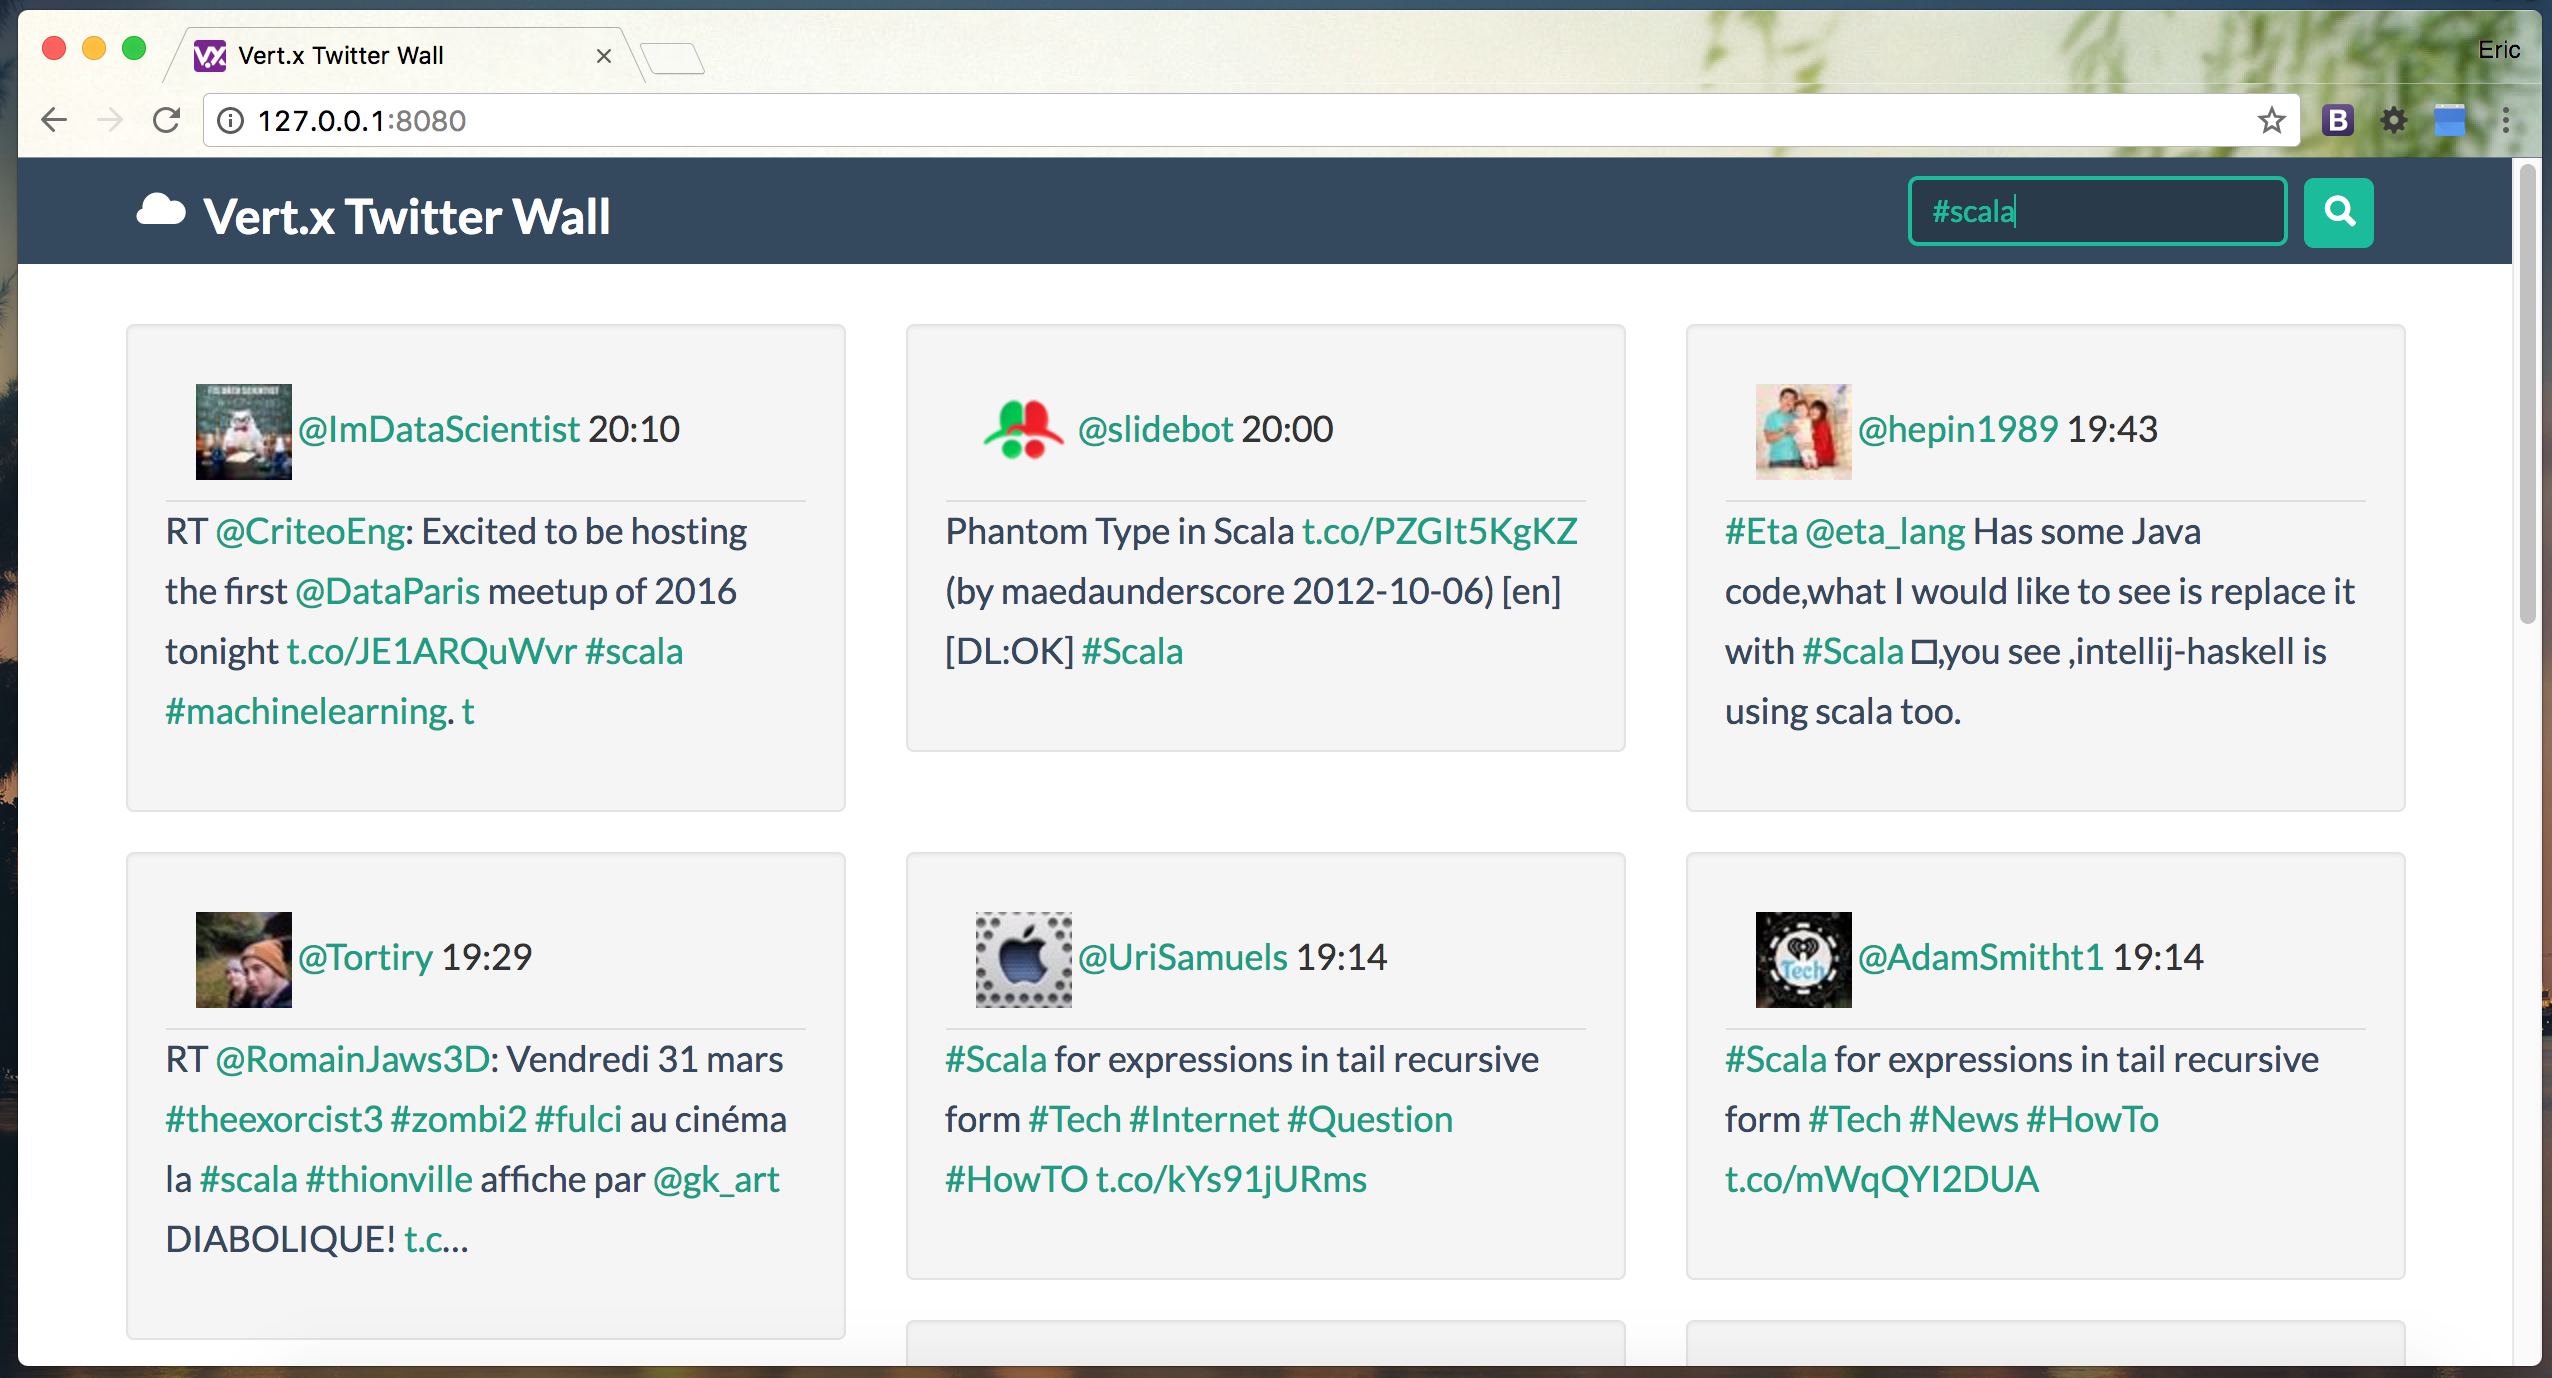 Vert.x Twitter Wall
Eric
127.0.0.1:8080
Vert.x Twitter Wall
#scala
@ImDataScientist 20:10
RT @CriteoEng: Excited to be hosting
the first @DataParis meetup of 2016
tonight t.co/JE1ARQuWvr #scala
#machinelearning. t
@slidebot 20:00
Phantom Type in Scala t.co/PZGIt5KgKZ
(by maedaunderscore 2012-10-06) [en]
[DL:OK] #Scala
@hepin1989 19:43
#Eta @eta_lang Has some Java
code,what I would like to see is replace it
with #Scala □,you see ,intellij-haskell is
using scala too.
@Tortiry 19:29
RT @RomainJaws3D: Vendredi 31 mars
#theexorcist3 #zombi2 #fulci au cinéma
la #scala #thionville affiche par @gk_art
DIABOLIQUE! t.c…
@UriSamuels 19:14
#Scala for expressions in tail recursive
form #Tech #Internet #Question
#HowTO t.co/kYs91jURms
Tech
@AdamSmitht1 19:14
#Scala for expressions in tail recursive
form #Tech #News #HowTo
t.co/mWqQYI2DUA